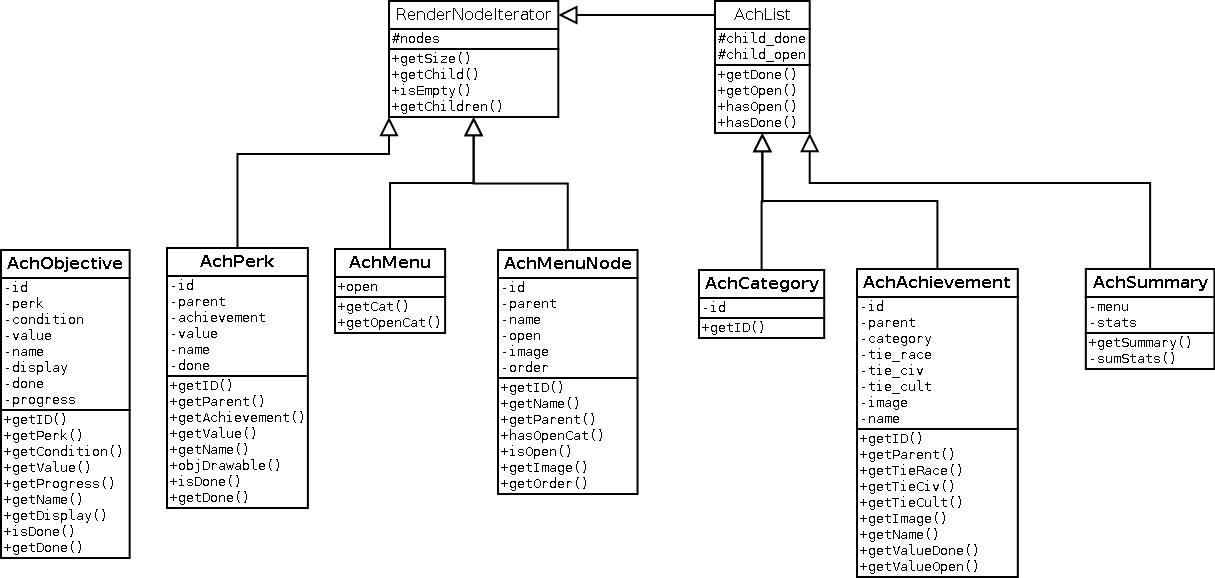 RenderNodeIterator
#nodes
+getSize()
+getChild()
+isEmpty()
+getChildren()
AchList
#child_done
#child_open
+getDone()
+getOpen()
+hasOpen()
+hasDone()
AchObjective
-id
-perk
-condition
-value
-name
-display
-done
-progress
+getID()
+getPerk()
+getCondition()
+getValue()
+getProgress()
+getName()
+getDisplay()
+isDone()
+getDone()
AchPerk
-id
-parent
-achievement
-value
-name
-done
+getID()
+getParent()
+getAchievement()
+getValue()
+getName()
+objDrawable()
+isDone()
+getDone()
AchMenu
+open
+getCat()
+getOpenCat()
AchMenuNode
-id
-parent
-name
-open
-image
-order
+getID()
+getName()
+getParent()
+hasOpenCat()
+isOpen()
+getImage()
+getOrder()
AchCategory
-id
+getID()
AchAchievement
-id
-parent
-category
-tie_race
-tie_civ
-tie_cult
-image
-name
+getID()
+getParent()
+getTieRace()
+getTieCiv()
+getTieCult()
+getImage()
+getName()
+getValueDone()
+getValueOpen()
AchSummary
-menu
-stats
+getSummary()
-sumStats()